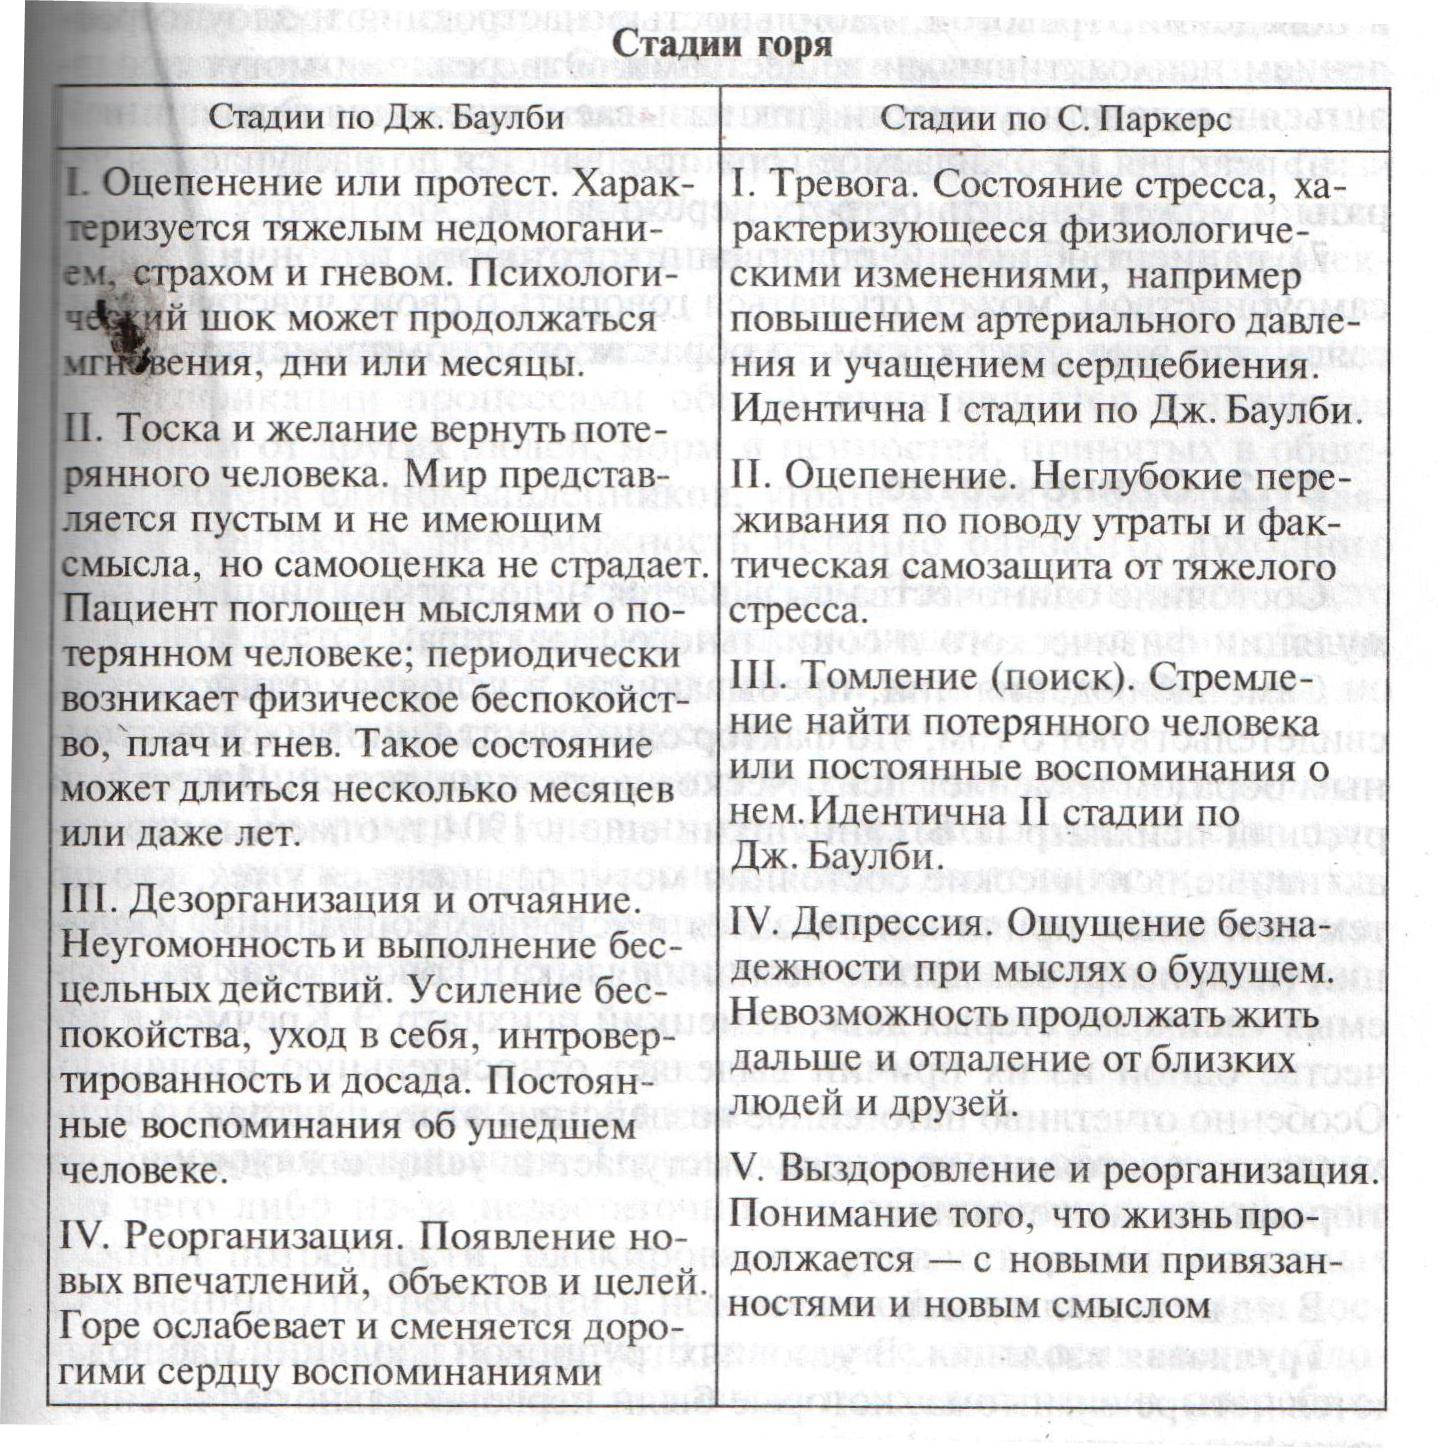 Стадии горя
Стадии по Дж. Баулби
I. Оцепенение или протест. Харак-
теризуется тяжелым недомогани-
ем, страхом и гневом. Психологи-
ческий шок может продолжаться
мгновения, дни или месяцы.
II. Тоска и желание вернуть поте-
рянного человека. Мир представ-
ляется пустым и не имеющим
смысла, но самооценка не страдает.
Пациент поглощен мыслями о по-
терянном человеке; периодически
возникает физическое беспокойст-
во, плач и гнев. Такое состояние
может длиться несколько месяцев
или даже лет.
III. Дезорганизация и отчаяние.
Неугомонность и выполнение бес-
цельных действий. Усиление бес-
покойства, уход в себя, интровер-
тированность и досада. Постоян-
ные воспоминания об ушедшем
человеке.
IV. Реорганизация. Появление но-
вых впечатлений, объектов и целей.
Горе ослабевает и сменяется доро-
гими сердцу воспоминаниями
Стадии по С. Паркерс
I. Тревога. Состояние стресса, ха-
рактеризующееся физиологиче-
скими изменениями, например
повышением артериального давле-
ния и учащением сердцебиения.
Идентична I стадии по Дж. Баулби.
II. Оцепенение. Неглубокие пере-
живания по поводу утраты и фак-
тическая самозащита от тяжелого
стресса.
III. Томление (поиск). Стремле-
ние найти потерянного человека
или постоянные воспоминания о
нем. Идентична II стадии по
Дж. Баулби.
IV. Депрессия. Ощущение безна-
дежности при мыслях о будущем.
Невозможность продолжать жить
дальше и отдаление от близких
людей и друзей.
V. Выздоровление и реорганизация.
Понимание того, что жизнь про-
должается — с новыми привязан-
ностями и новым смыслом